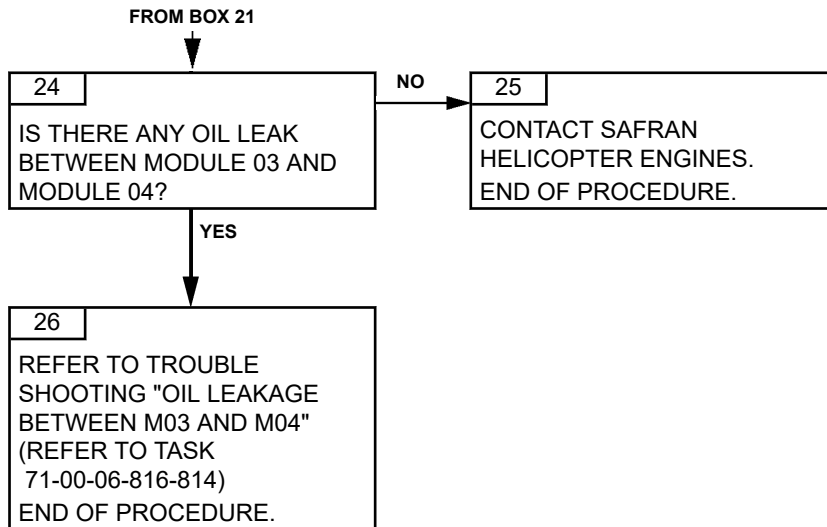 FROM BOX 21
24
IS THERE ANY OIL LEAK
BETWEEN MODULE 03 AND
MODULE 04?
NO
25
CONTACT SAFRAN
HELICOPTER ENGINES.
END OF PROCEDURE.
YES
26
REFER TO TROUBLE
SHOOTING "OIL LEAKAGE
BETWEEN M03 AND M04"
(REFER TO TASK
71-00-06-816-814)
END OF PROCEDURE.